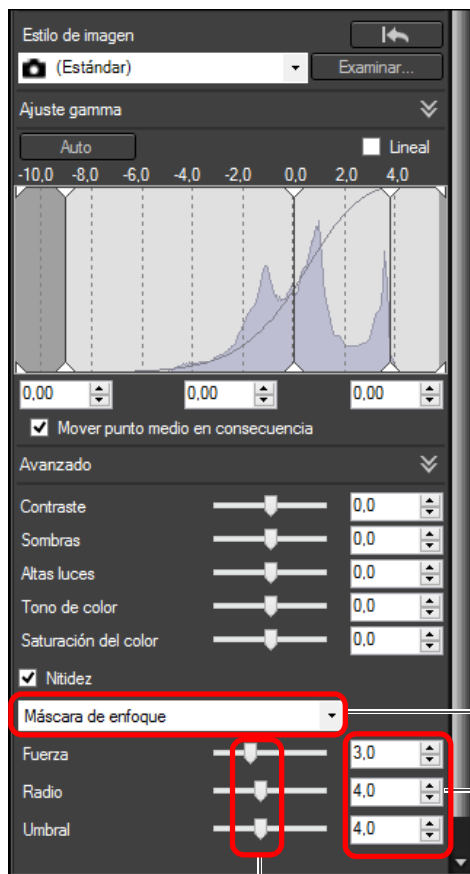 Estilo de imagen
(Estándar)
Examinar...
Ajuste gamma
Auto
Lineal
-10,0 -8,0 -6,0 -4,0 -2,0 0,0 2,0 4,0
0,00 0,00 0,00
Mover punto medio en consecuencia
Avanzado
Contraste 0,0
Sombras 0,0
Altas luces 0,0
Tono de color 0,0
Saturación del color 0,0
Nitidez
Máscara de enfoque
Fuerza 3,0
Radio 4,0
Umbral 4,0